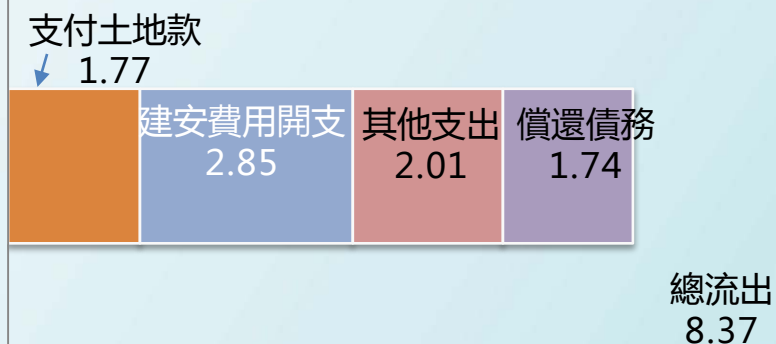 支付土地款
1.77
建安費用開支
2.85
其他支出
2.01
償還債務
1.74
總流出
8.37